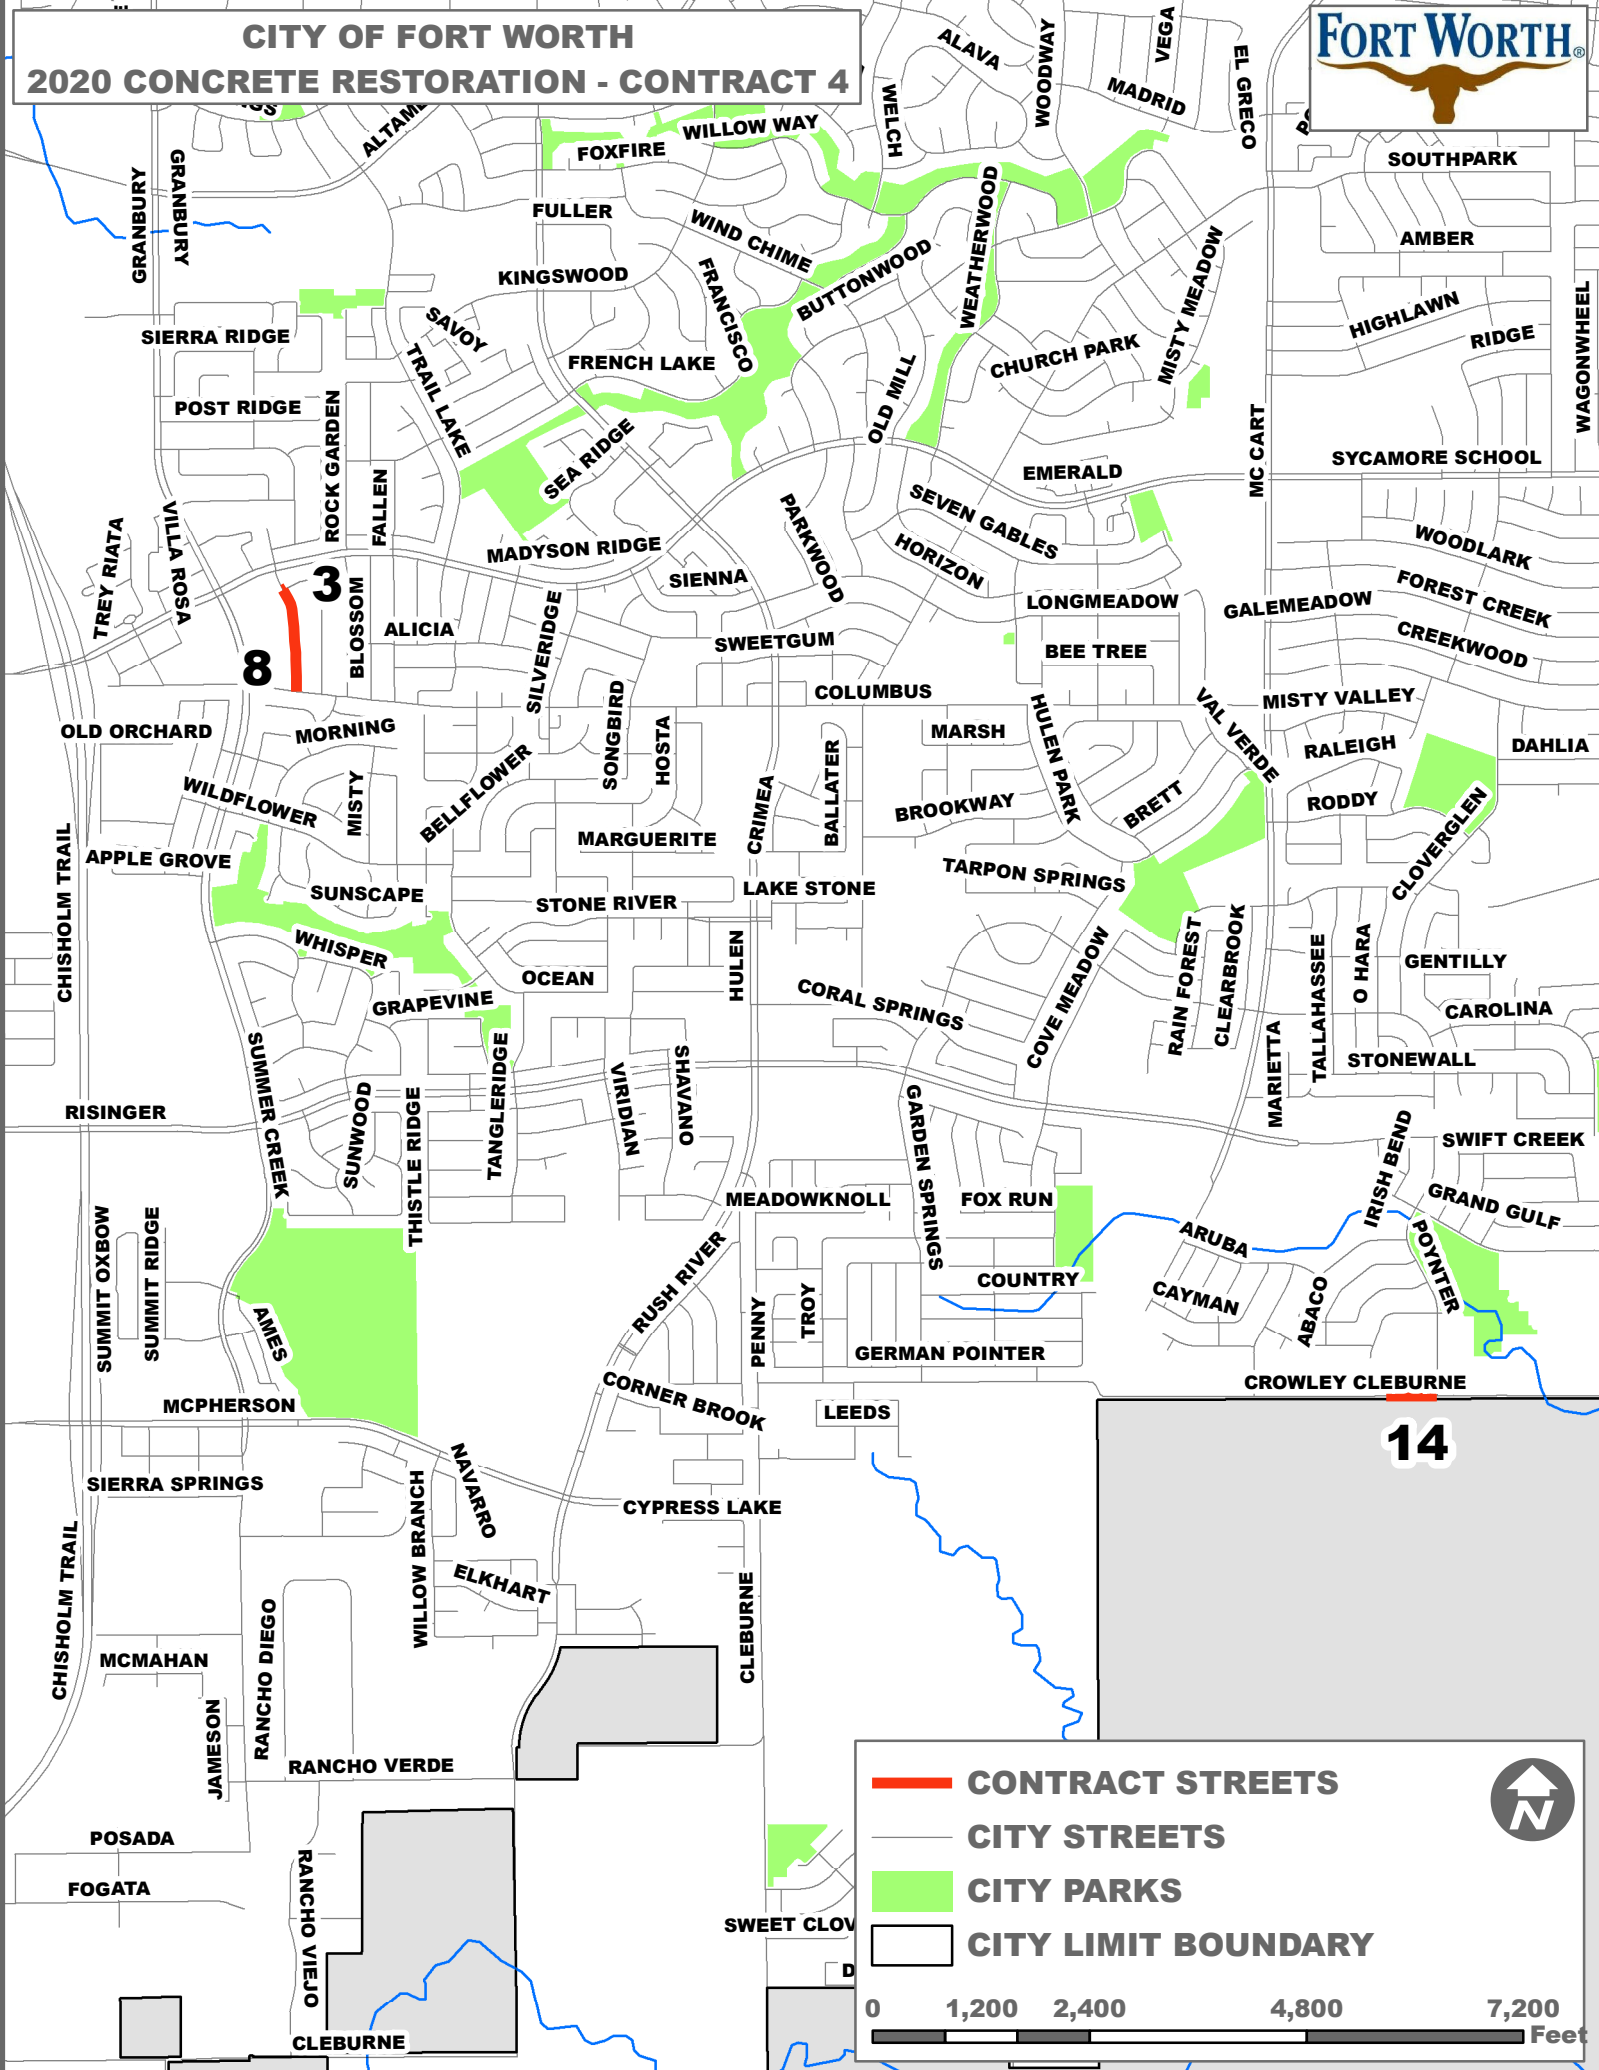 CITY OF FORT WORTH
2020 CONCRETE RESTORATION - CONTRACT 4
FORT WORTH®
ALAVA
WOODWAY
VEGA
MADRID
EL GRECO
WELCH
ALTAME
WILLOW WAY
FOXFIRE
SOUTHPARK
GRANBURY
GRANBURY
FULLER
WIND CHIME
WEATHERWOOD
AMBER
KINGSWOOD
FRANCISCO
BUTTONWOOD
MISTY MEADOW
HIGHLAWN
RIDGE
WAGONWHEEL
SIERRA RIDGE
SAVOY
TRAIL LAKE
FRENCH LAKE
CHURCH PARK
OLD MILL
POST RIDGE
ROCK GARDEN
FALLEN
SEA RIDGE
MC CART
SYCAMORE SCHOOL
EMERALD
SEVEN GABLES
PARKWOOD
HORIZON
WOODLARK
VILLA ROSA
TREY RIATA
MADYSON RIDGE
SIENNA
FOREST CREEK
3
BLOSSOM
LONGMEADOW
GALEMEADOW
ALICIA
SILVERIDGE
SWEETGUM
BEE TREE
CREEKWOOD
8
COLUMBUS
MISTY VALLEY
OLD ORCHARD
MORNING
SONGBIRD
HOSTA
MARSH
HULEN PARK
VAL VERDE
RALEIGH
DAHLIA
WILDFLOWER
MISTY
BELLFLOWER
CRIMEA
BALLATER
BROOKWAY
BRETT
RODDY
CLOVERGLEN
CHISHOLM TRAIL
APPLE GROVE
MARGUERITE
SUNSCAPE
STONE RIVER
LAKE STONE
TARPON SPRINGS
WHISPER
OCEAN
HULEN
COVE MEADOW
RAIN FOREST
CLEARBROOK
TALLAHASSEE
O HARA
GENTILLY
GRAPEVINE
CORAL SPRINGS
CAROLINA
SUMMER CREEK
TANGLERIDGE
VIRIDIAN
SHAVANO
MARIETTA
STONEWALL
RISINGER
SUNWOOD
THISTLE RIDGE
GARDEN SPRINGS
IRISH BEND
SWIFT CREEK
MEADOWKNOLL
FOX RUN
GRAND GULF
SUMMIT OXBOW
SUMMIT RIDGE
RUSH RIVER
ARUBA
POYNTER
COUNTRY
AMES
PENNY
TROY
CAYMAN
ABACO
GERMAN POINTER
MCPHERSON
CORNER BROOK
LEEDS
CROWLEY CLEBURNE
14
SIERRA SPRINGS
WILLOW BRANCH
NAVARRO
CYPRESS LAKE
CHISHOLM TRAIL
ELKHART
CLEBURNE
RANCHO DIEGO
MCMAHAN
JAMESON
RANCHO VERDE
POSADA
FOGATA
RANCHO VIEJO
SWEET CLOV
D
CLEBURNE
CONTRACT STREETS
CITY STREETS
CITY PARKS
CITY LIMIT BOUNDARY
N
0 1,200 2,400 4,800 7,200
Feet